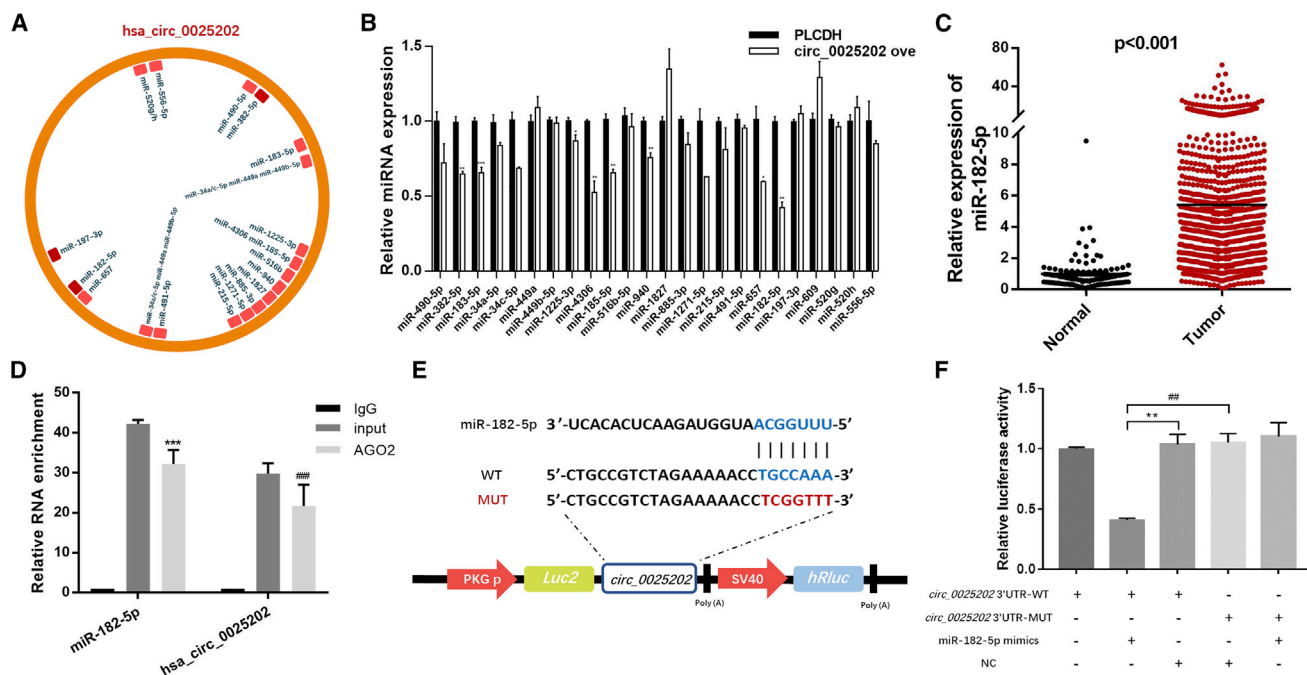 A
hsa_circ_0025202
miR-520g/h
miR-556-5p
miR-490-5p
miR-382-5p
miR-183-5p
miR-34a/c-5p miR-449a miR-449b-5p
miR-1225-3p
miR-4306 miR-185-5p
miR-516b
miR-940
miR-1827
miR-885-3p
miR-1271-5p
miR-215-5p
miR-491-5p
miR-34a/c-5p miR-449a miR-449b-5p
miR-657
miR-182-5p
miR-197-3p
B
Relative miRNA expression
1.5
1.0
0.5
0.0
PLCDH
circ_0025202 ove
** *** * ** ** ** * **
miR-490-5p
miR-382-5p
miR-183-5p
miR-34a-5p
miR-34c-5p
miR-449a
miR-449b-5p
miR-1225-3p
miR-4306
miR-185-5p
miR-516b-5p
miR-940
miR-1827
miR-885-3p
miR-1271-5p
miR-215-5p
miR-491-5p
miR-657
miR-182-5p
miR-197-3p
miR-609
miR-520g
miR-520h
miR-556-5p
C
p<0.001
Relative expression of
miR-182-5p
80
60
40
20
10
8
6
4
2
0
Normal
Tumor
D
Relative RNA enrichment
50
40
30
20
10
0
IgG
input
AGO2
***
###
miR-182-5p
hsa_circ_0025202
E
miR-182-5p 3’-UCACACUCAAGAUGGUAACGGUUU-5’
WT 5’-CTGCCGTCTAGAAAAACCTGCCAAA-3’
MUT 5’-CTGCCGTCTAGAAAAACCTCGGTTT-3’
PKG p Luc2 circ_0025202 SV40 hRluc
Poly (A) Poly (A)
F
Relative luciferase activity
1.5
1.0
0.5
0.0
##
**
circ_0025202 3’UTR-WT + + + - -
circ_0025202 3’UTR-MUT - - - + +
miR-182-5p mimics - + - - +
NC - - + + -